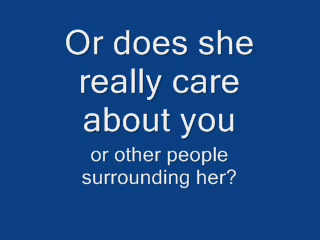 Or does she
really care
about you
or other people
surrounding her?